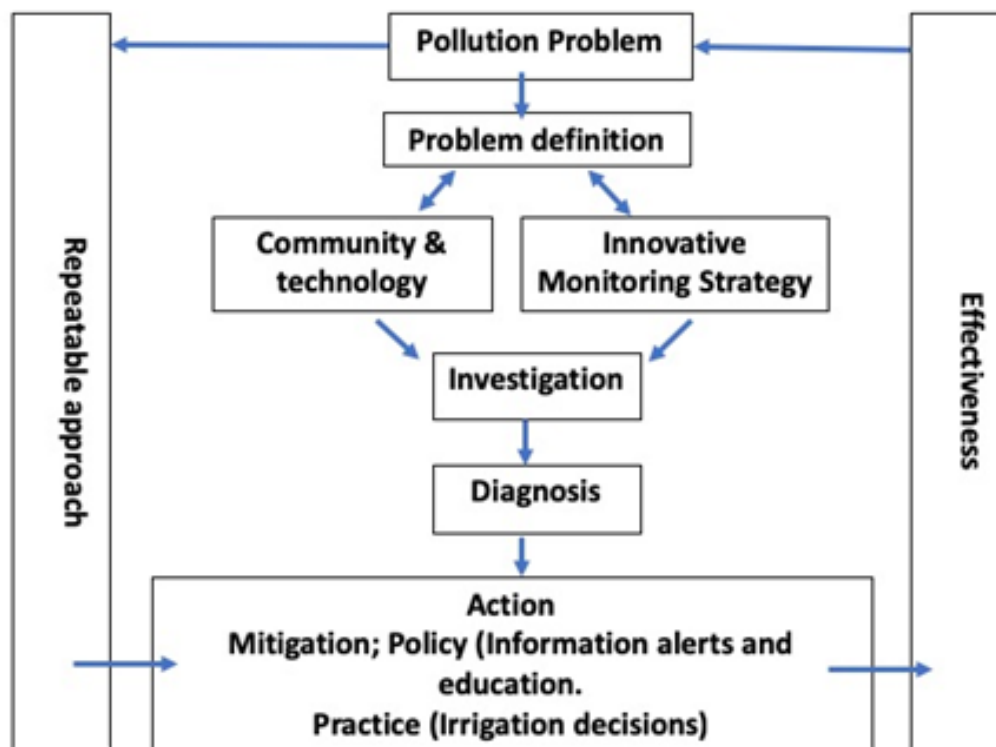 Pollution Problem
Problem definition
Community &
technology
Innovative
Monitoring Strategy
Investigation
Diagnosis
Action
Mitigation; Policy (Information alerts and
education.
Practice (Irrigation decisions)
Repeatable approach
Effectiveness